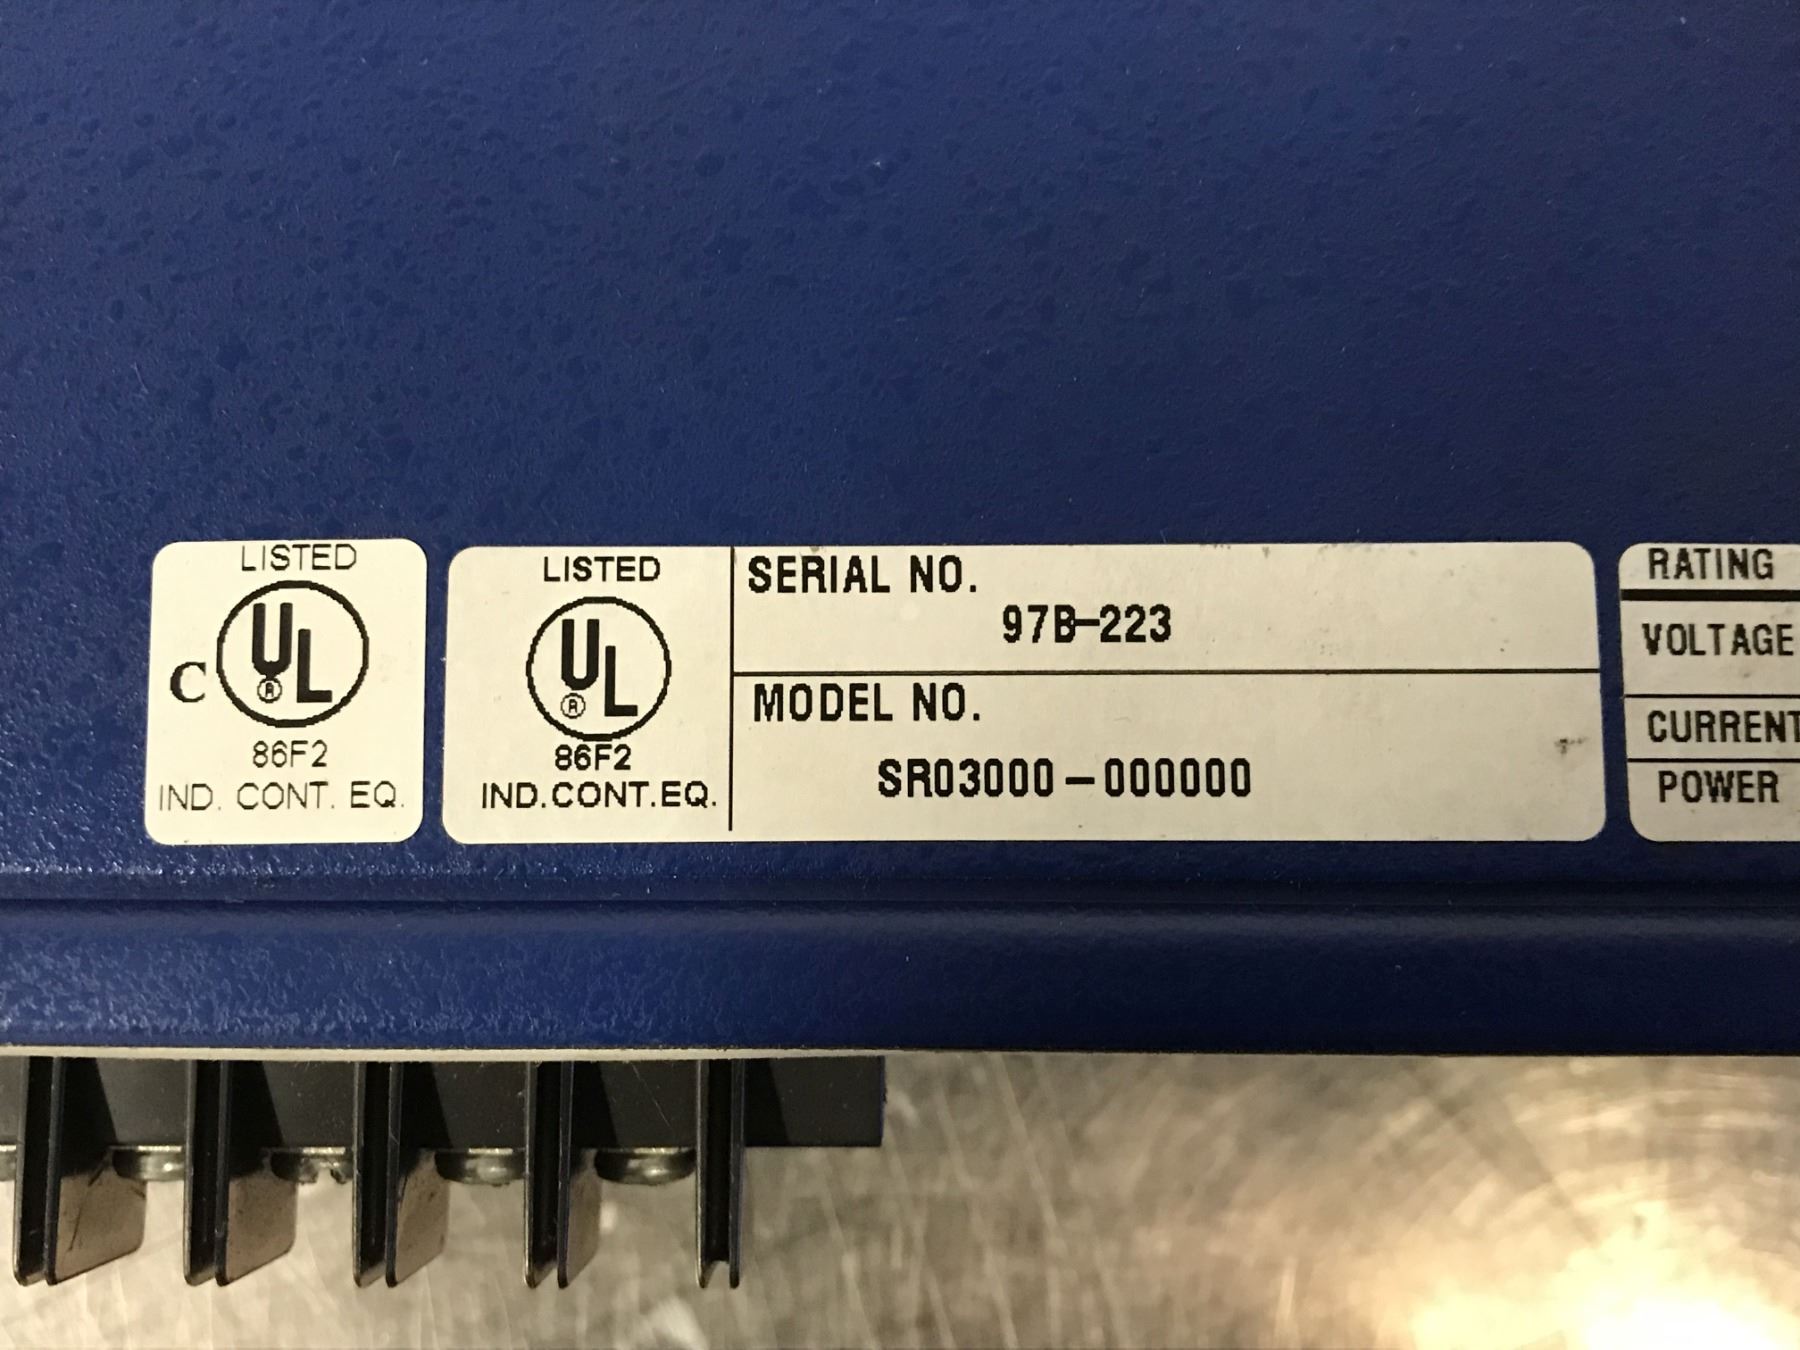 LISTED
C UL ®
86F2
IND. CONT. EQ.
LISTED
UL ®
86F2
IND.CONT.EQ.
SERIAL NO.
97B-223
MODEL NO.
SR03000-000000
RATING
VOLTAGE
CURRENT
POWER